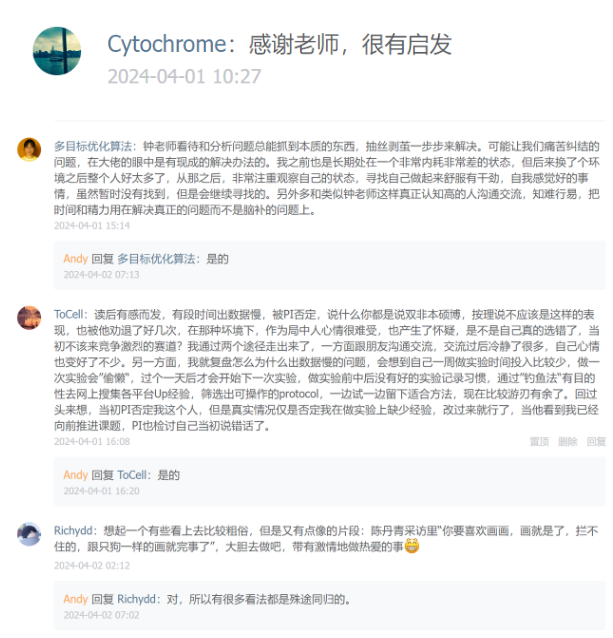 Cytochrome：感谢老师，很有启发
2024-04-01 10:27
多目标优化算法：钟老师看待和分析问题总能抓到本质的东西，抽丝剥茧一步步来解决。可能让我们痛苦纠结的
问题，在大佬的眼中是有现成的解决办法的。我之前也是长期处在一个非常内耗非常差的状态，但后来换了个环
境之后整个人好太多了，从那之后，非常注重观察自己的状态，寻找自己做起来舒服有干劲，自我感觉好的事
情，虽然暂时没有找到，但是会继续寻找的。另外多和类似钟老师这样真正认知高的人沟通交流，知难行易，把
时间和精力用在解决真正的问题而不是脑补的问题上。
2024-04-01 15:14
Andy 回复 多目标优化算法：是的
2024-04-02 07:13
ToCell：读后有感而发，有段时间出数据慢，被PI否定，说什么你都是说双非本硕博，按理说不应该是这样的表
现，也被他劝退了好几次，在那种坏境下，作为局中人心情很难受，也产生了怀疑，是不是自己真的选错了，当
初不该来竞争激烈的赛道？我通过两个途径走出来了，一方面跟朋友沟通交流，交流过后冷静了很多，自己心情
也变好了不少。另一方面，我就复盘怎么为什么出数据慢的问题，会想到自己一周做实验时间投入比较少，做一
次实验会”偷懒“，过个一天后才会开始下一次实验，做实验前中后没有好的实验记录习惯，通过”钓鱼法“有目的
性去网上搜集各平台Up经验，筛选出可操作的protocol，一边试一边留下适合方法，现在比较游刃有余了。回过
头来想，当初PI否定我这个人，但是真实情况仅是否定我在做实验上缺少经验，改过来就行了，当他看到我已经
向前推进课题，PI也检讨自己当初说错话了。
2024-04-01 16:08
置顶 删除 回复
Andy 回复 ToCell：是的
2024-04-01 16:20
Richydd：想起一个有些看上去比较粗俗，但是又有点像的片段：陈丹青采访里“你要喜欢画画，画就是了，拦不
住的，跟只狗一样的画就完事了”，大胆去做吧，带有激情地做热爱的事😁
2024-04-02 02:12
Andy 回复 Richydd：对，所以有很多看法都是殊途同归的。
2024-04-02 07:02